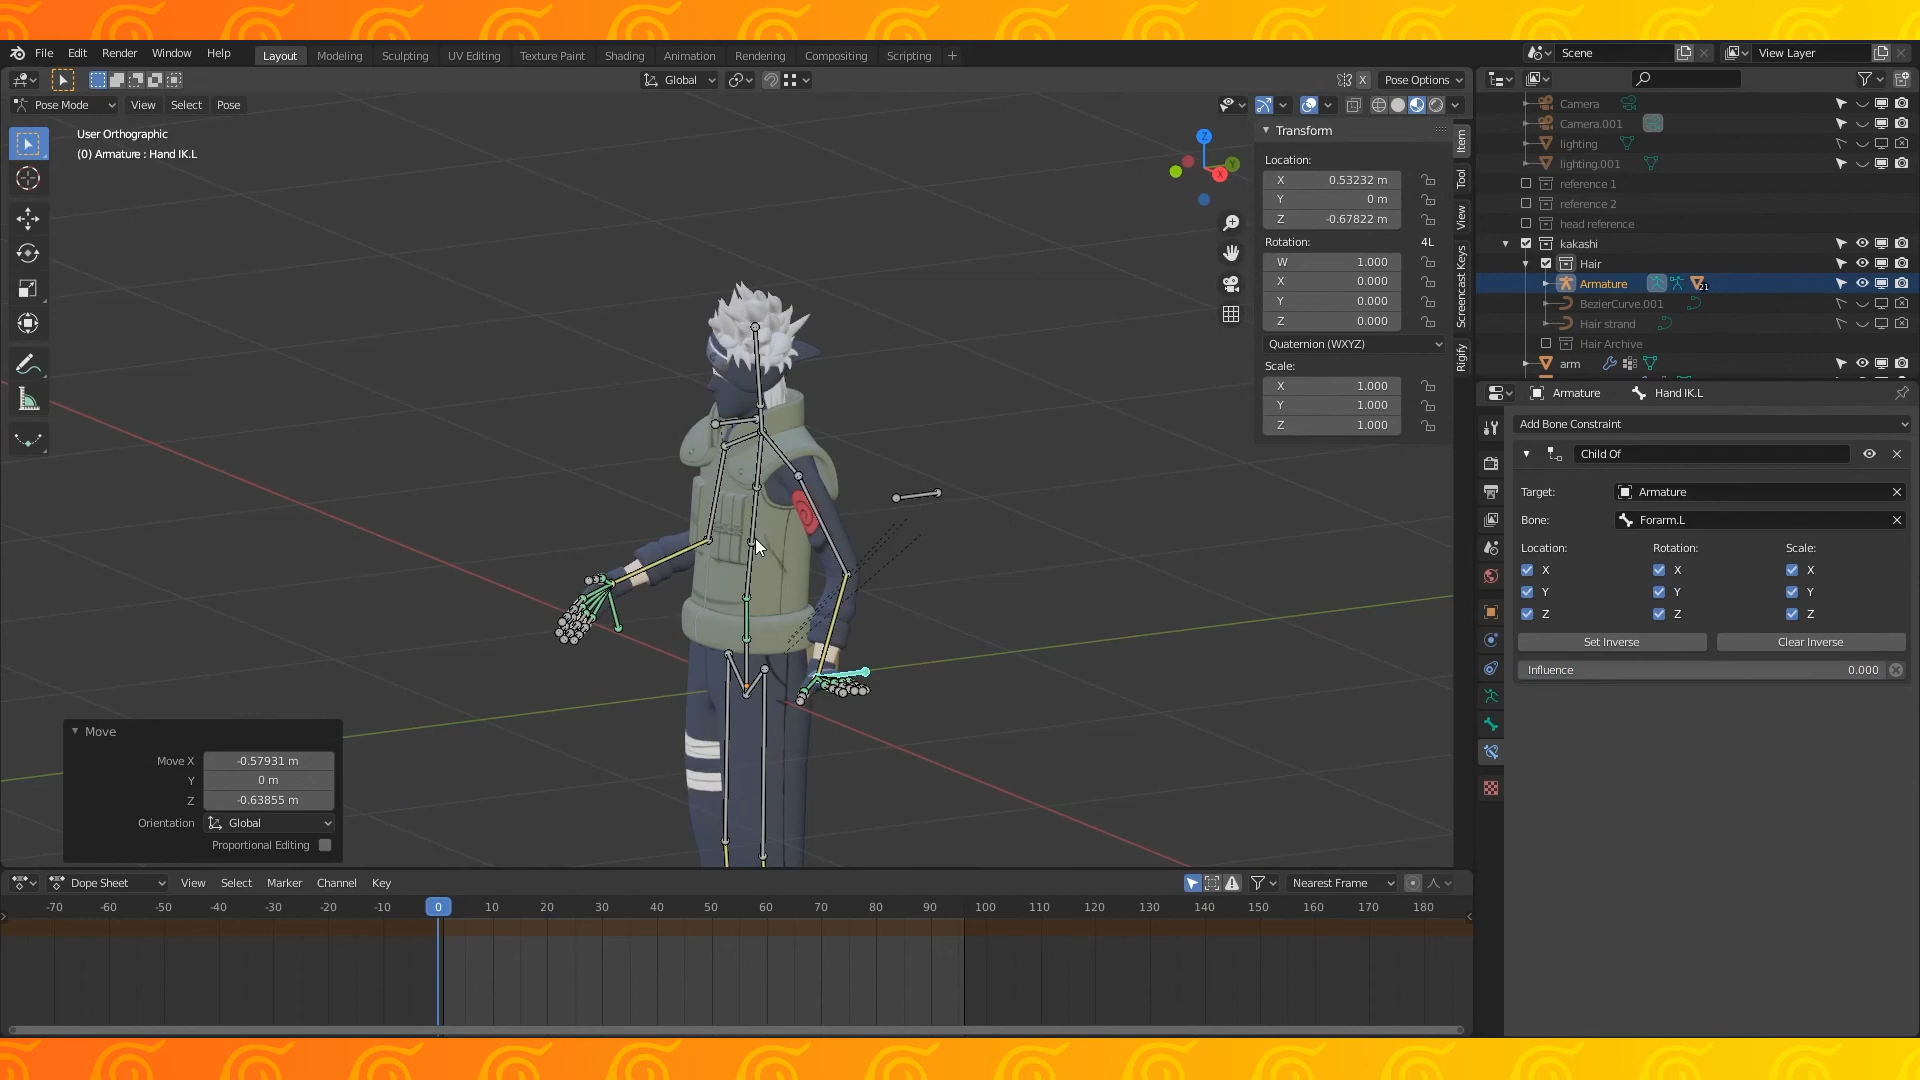 File Edit Render Window Help Layout Modeling Sculpting UV Editing Texture Paint Shading Animation Rendering Compositing Scripting + Scene View Layer
Global X Pose Options
Pose Mode View Select Pose
User Orthographic
(0) Armature : Hand IK.L
Transform
Location:
X 0.53232 m
Y 0 m
Z -0.67822 m
Rotation: 4L
W 1.000
X 0.000
Y 0.000
Z 0.000
Quaternion (WXYZ)
Scale:
X 1.000
Y 1.000
Z 1.000
Item
Tool
View
Screencast Keys
Rigify
Z
Y
X
Camera
Camera.001
lighting
lighting.001
reference 1
reference 2
head reference
kakashi
Hair
Armature 21
BezierCurve.001
Hair strand
Hair Archive
arm
Armature Hand IK.L
Add Bone Constraint
Child Of
Target: Armature
Bone: Forarm.L
Location: Rotation: Scale:
X X X
Y Y Y
Z Z Z
Set Inverse Clear Inverse
Influence 0.000
Move
Move X -0.57931 m
Y 0 m
Z -0.63855 m
Orientation Global
Proportional Editing
Dope Sheet View Select Marker Channel Key Nearest Frame
-70 -40 -30 -20 -10 0 10 20 30 40 50 60 70 80 90 100 110 120 130 140 150 160 170 180